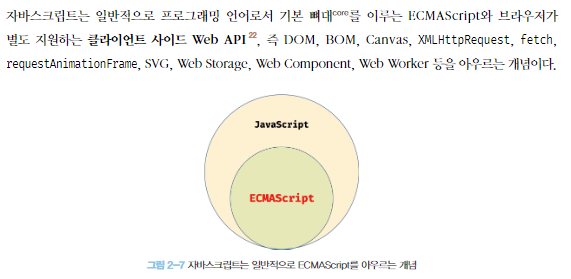 자바스크립트는 일반적으로 프로그래밍 언어로서 기본 뼈대core를 이루는 ECMAScript와 브라우저가
별도 지원하는 클라이언트 사이드 Web API22, 즉 DOM, BOM, Canvas, XMLHttpRequest, fetch,
requestAnimationFrame, SVG, Web Storage, Web Component, Web Worker 등을 아우르는 개념이다.
JavaScript
ECMAScript
그림 2-7 자바스크립트는 일반적으로 ECMAScript를 아우르는 개념